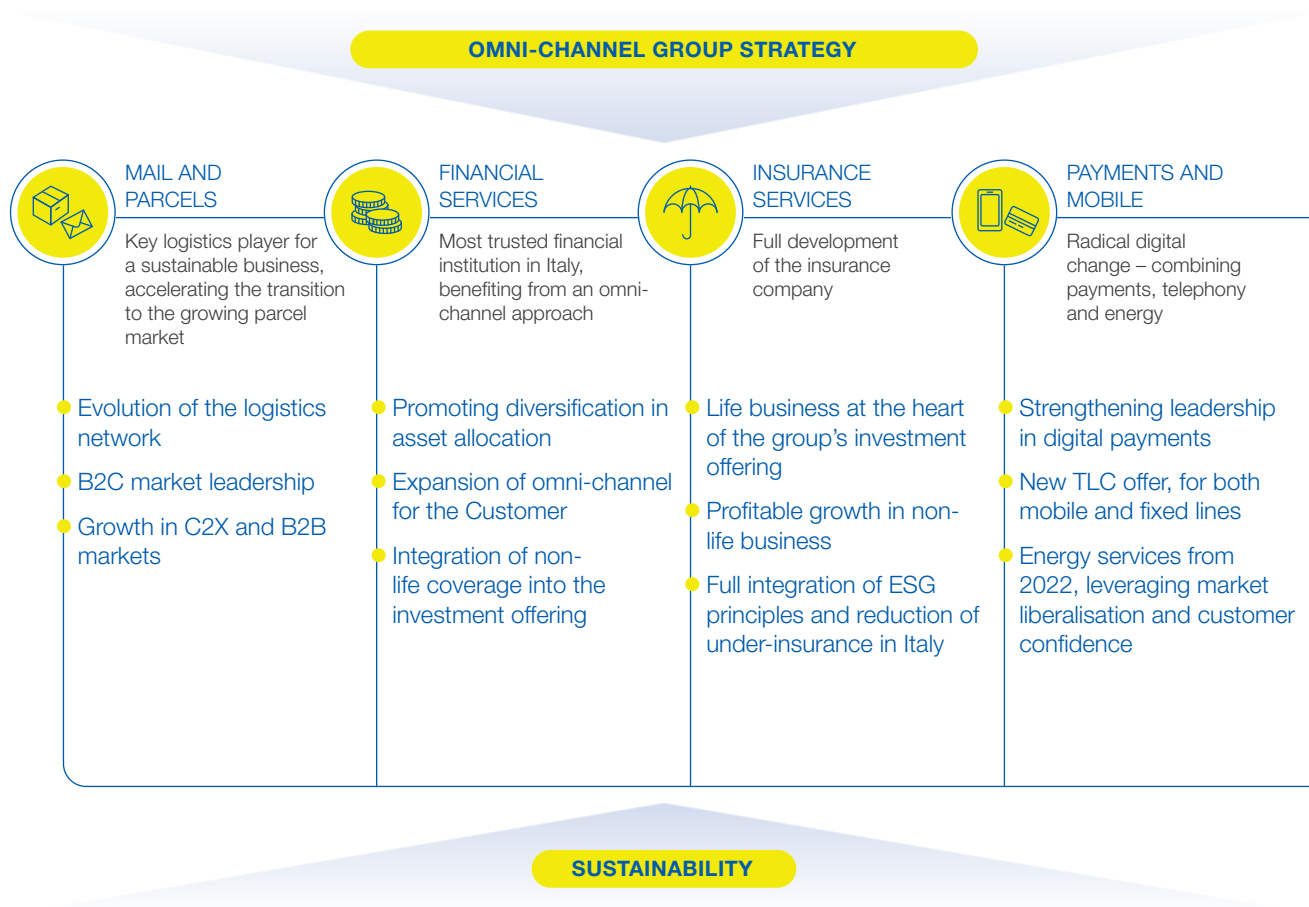 OMNI-CHANNEL GROUP STRATEGY
MAIL AND
PARCELS
Key logistics player for
a sustainable business,
accelerating the transition
to the growing parcel
market
Evolution of the logistics
network
B2C market leadership
Growth in C2X and B2B
markets
FINANCIAL
SERVICES
Most trusted financial
institution in Italy,
benefiting from an omni-
channel approach
Promoting diversification in
asset allocation
Expansion of omni-channel
for the Customer
Integration of non-
life coverage into the
investment offering
INSURANCE
SERVICES
Full development
of the insurance
company
Life business at the heart
of the group's investment
offering
Profitable growth in non-
life business
Full integration of ESG
principles and reduction of
under-insurance in Italy
PAYMENTS AND
MOBILE
Radical digital
change – combining
payments, telephony
and energy
Strengthening leadership
in digital payments
New TLC offer, for both
mobile and fixed lines
Energy services from
2022, leveraging market
liberalisation and customer
confidence
SUSTAINABILITY